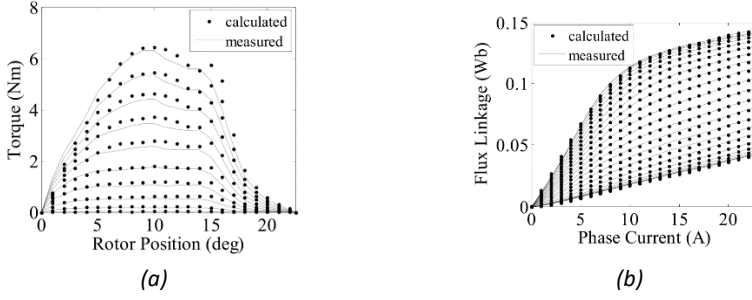 8
calculated
measured
6
4
2
0
Torque (Nm)
0 5 10 15 20
Rotor Position (deg)
(a)
0.15
calculated
measured
0.1
0.05
0
Flux Linkage (Wb)
0 5 10 15 20
Phase Current (A)
(b)